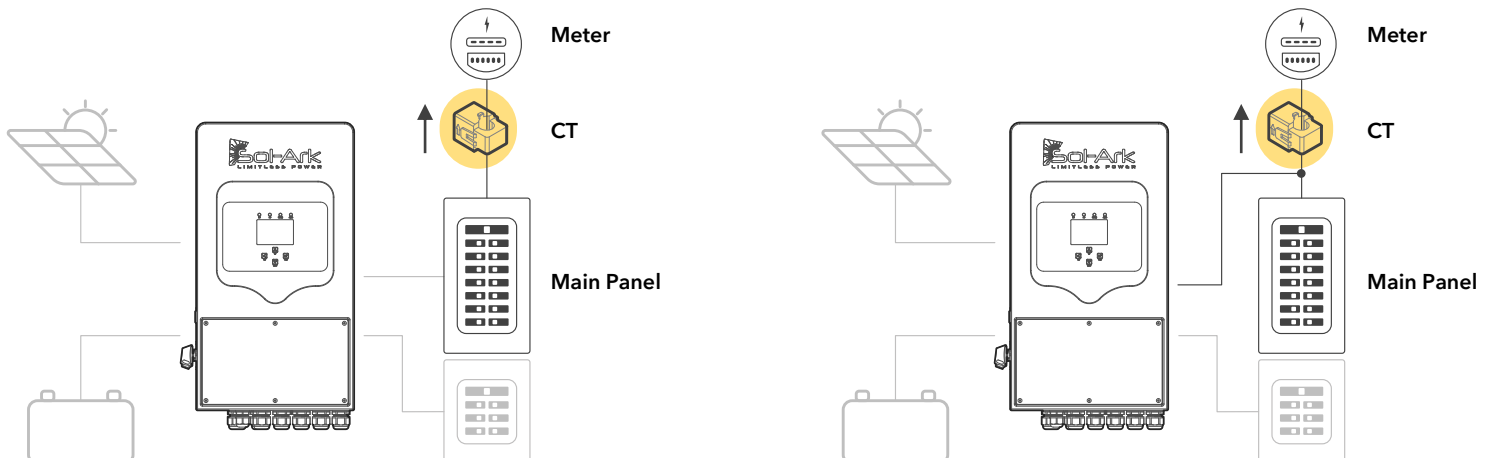 Meter
CT
Sol-Ark
LIMITLESS POWER
Main Panel
Meter
CT
Sol-Ark
LIMITLESS POWER
Main Panel